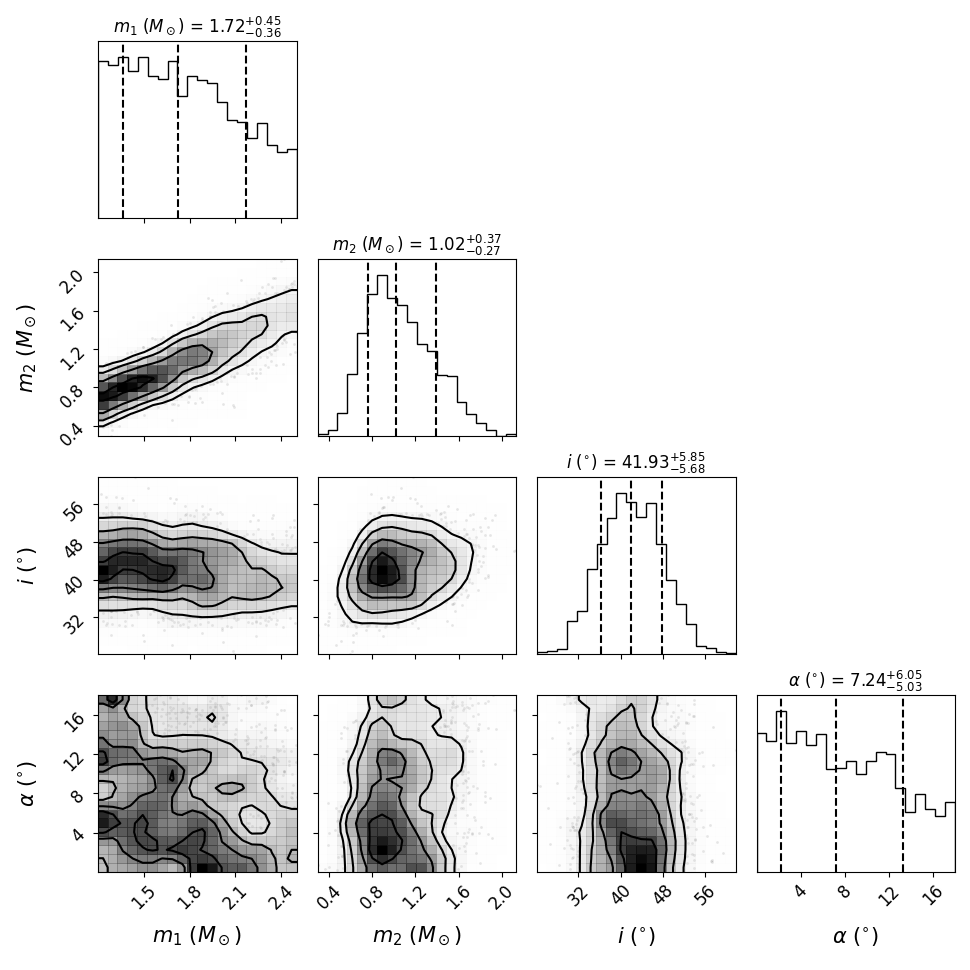 m₁ (M⊙) = 1.72+0.45−0.36
m₂ (M⊙) = 1.02+0.37−0.27
2.0
1.6
1.2
0.8
0.4
m₂ (M⊙)
i (°) = 41.93+5.85−5.68
56
48
40
32
i (°)
α (°) = 7.24+6.05−5.03
16
12
8
4
α (°)
1.5 1.8 2.1 2.4
0.4 0.8 1.2 1.6 2.0
32 40 48 56
4 8 12 16
m₁ (M⊙) m₂ (M⊙) i (°) α (°)